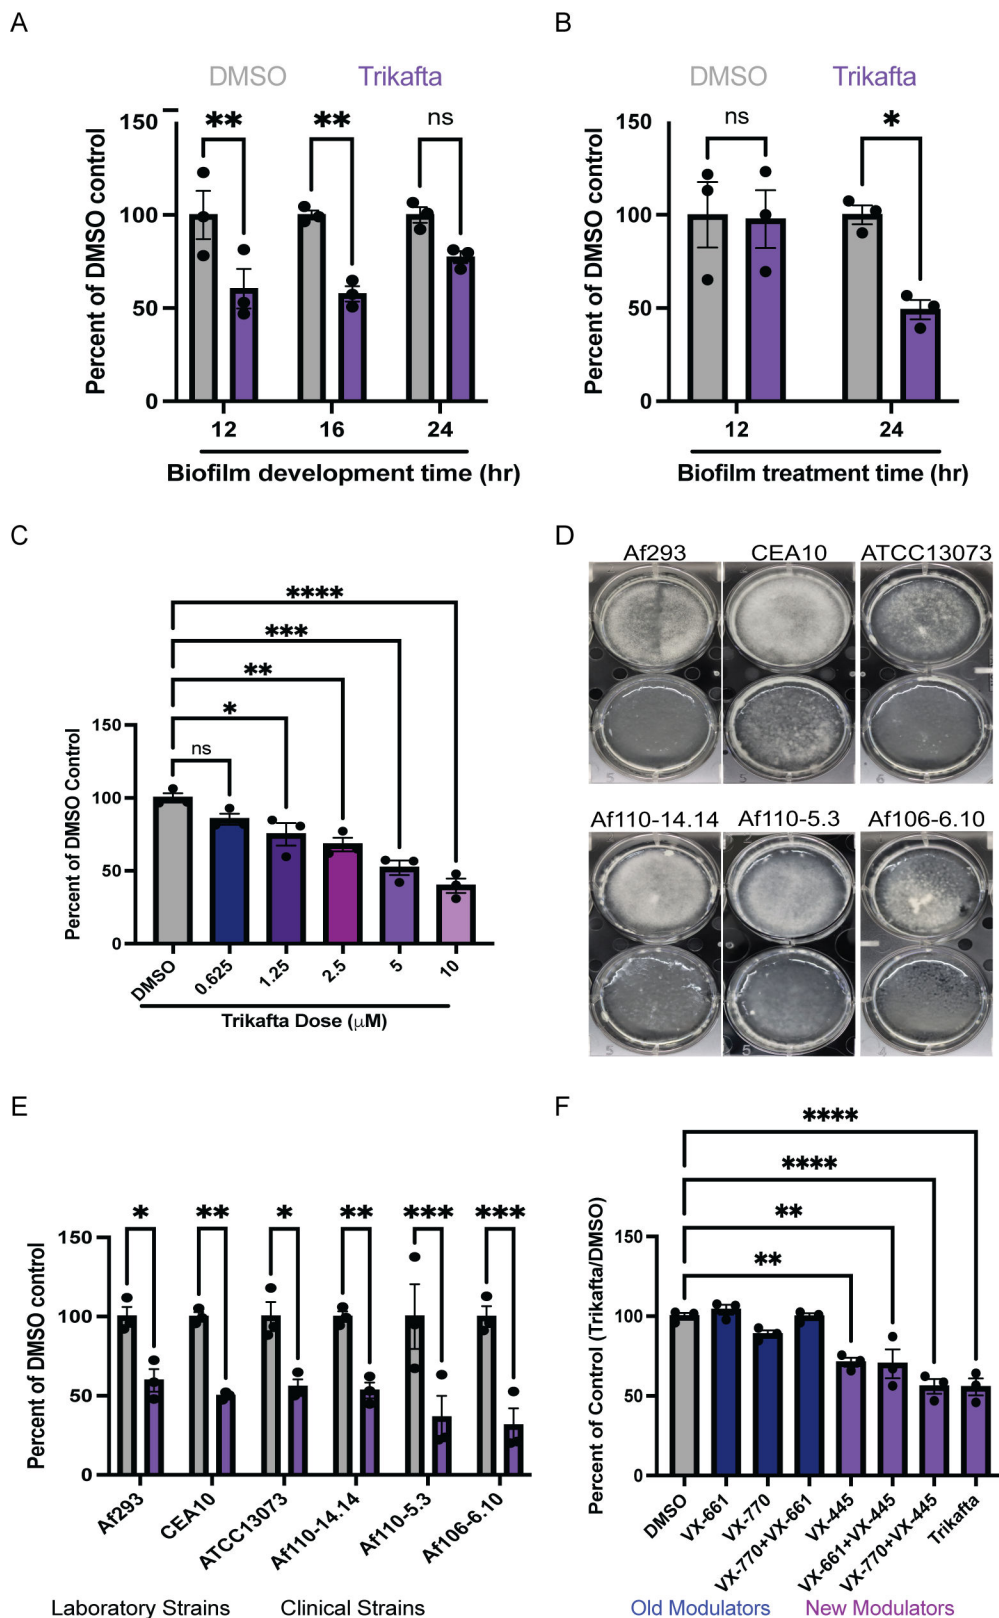 A
DMSO Trikafta
** ** ns
150
100
50
0
Percent of DMSO control
12 16 24
Biofilm development time (hr)
B
DMSO Trikafta
ns *
150
100
50
0
Percent of DMSO control
12 24
Biofilm treatment time (hr)
C
****
***
**
*
ns
150
100
50
0
Percent of DMSO Control
DMSO 0.625 1.25 2.5 5 10
Trikafta Dose (μM)
D
Af293 CEA10 ATCC13073
5 5 6
Af110-14.14 Af110-5.3 Af106-6.10
5 5 4
E
* ** * ** *** ***
150
100
50
0
Percent of DMSO control
Af293 CEA10 ATCC13073 Af110-14.14 Af110-5.3 Af106-6.10
Laboratory Strains Clinical Strains
F
****
****
**
**
150
100
50
0
Percent of Control (Trikafta/DMSO)
DMSO VX-661 VX-770 VX-770+VX-661 VX-445 VX-661+VX-445 VX-770+VX-445 Trikafta
Old Modulators New Modulators